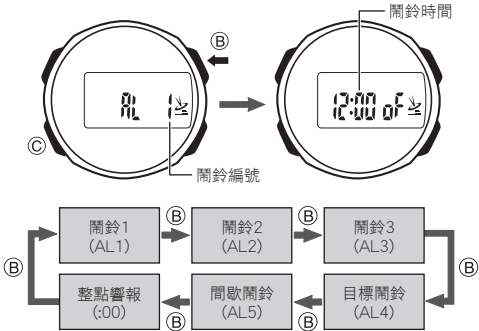 鬧鈴時間
Ⓑ
AL 1
12:00 oF
Ⓒ
鬧鈴編號
鬧鈴1
(AL1)
Ⓑ
鬧鈴2
(AL2)
Ⓑ
鬧鈴3
(AL3)
Ⓑ
Ⓑ
整點響報
(:00)
Ⓑ
間歇鬧鈴
(AL5)
Ⓑ
目標鬧鈴
(AL4)